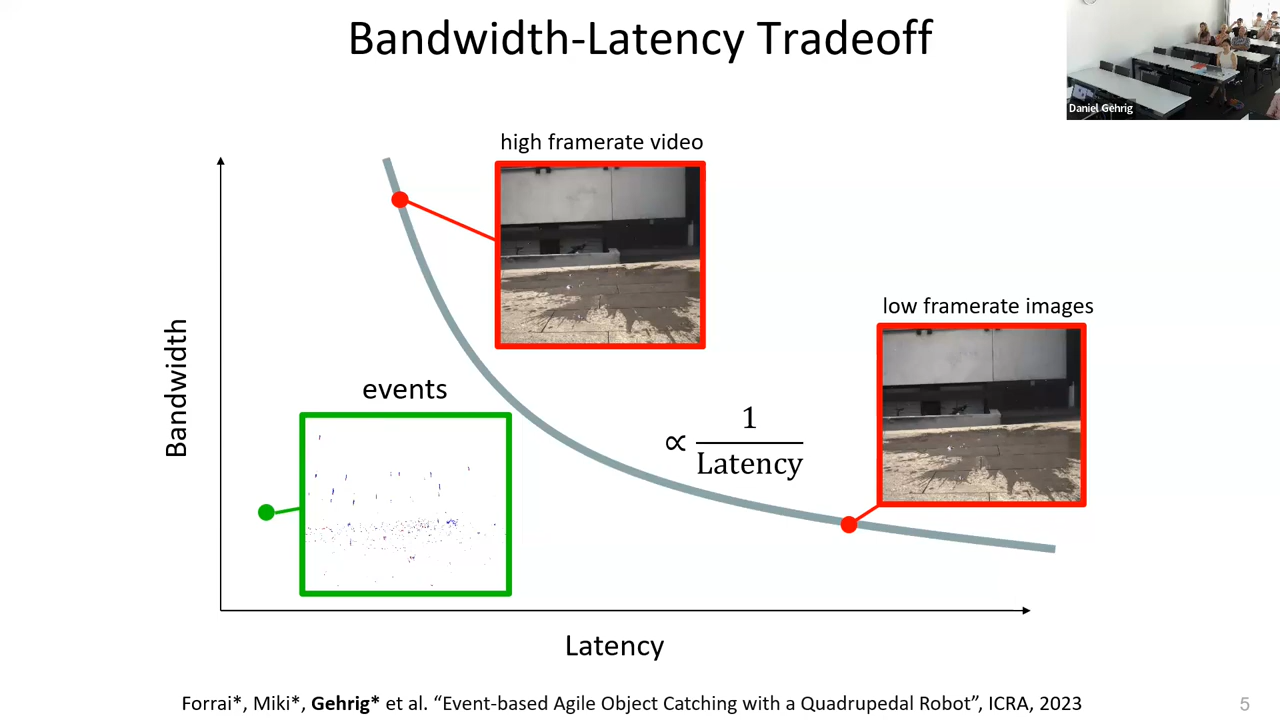 Bandwidth-Latency Tradeoff
Daniel Gehrig
high framerate video
low framerate images
events
∝ 1
Latency
Bandwidth
Latency
Forrai*, Miki*, Gehrig* et al. “Event-based Agile Object Catching with a Quadrupedal Robot”, ICRA, 2023
5